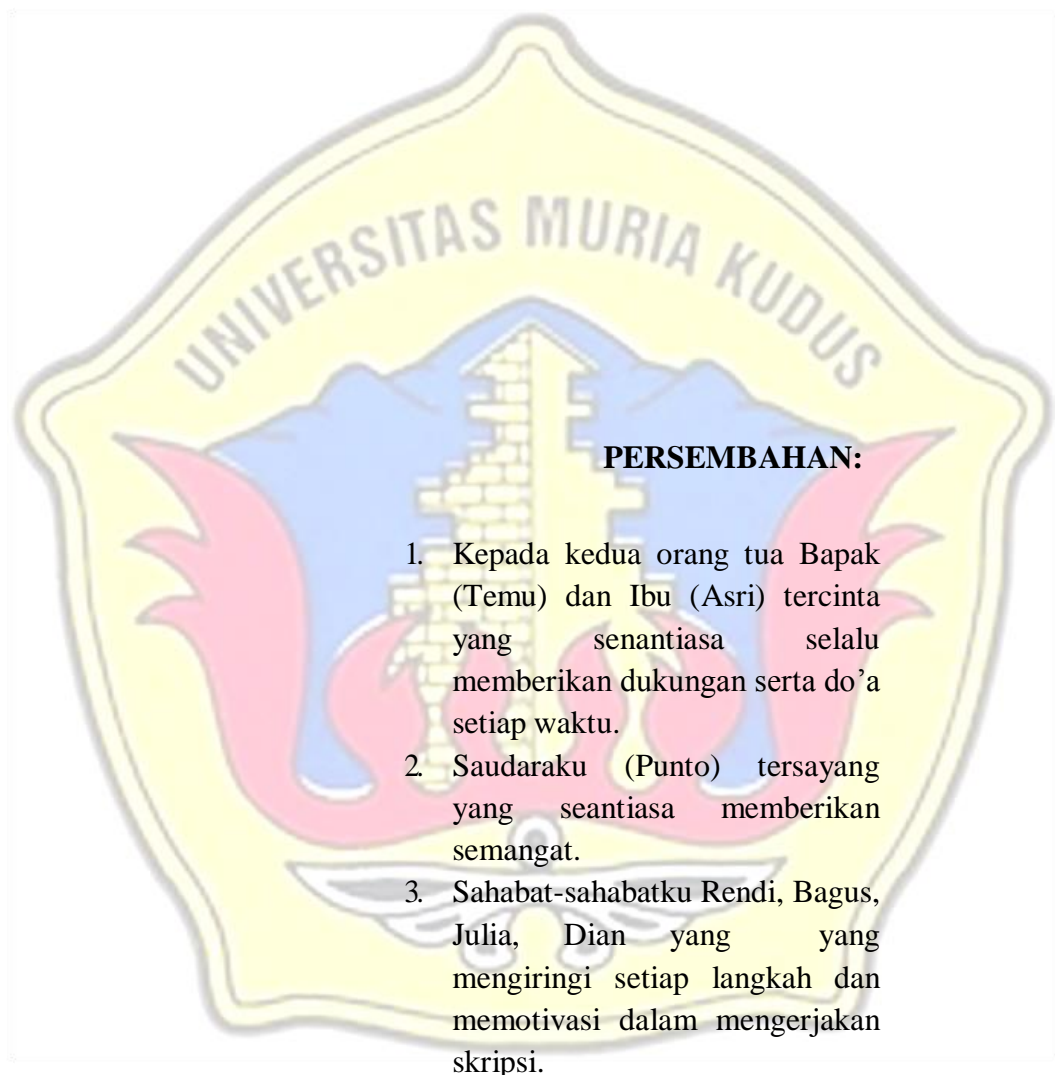 UNIVERSITAS MURIA KUDUS
PERSEMBAHAN:
1. Kepada kedua orang tua Bapak
(Temu) dan Ibu (Asri) tercinta
yang senantiasa selalu
memberikan dukungan serta do’a
setiap waktu.
2. Saudaraku (Punto) tersayang
yang seantiasa memberikan
semangat.
3. Sahabat-sahabatku Rendi, Bagus,
Julia, Dian yang yang
mengiringi setiap langkah dan
memotivasi dalam mengerjakan
skripsi.